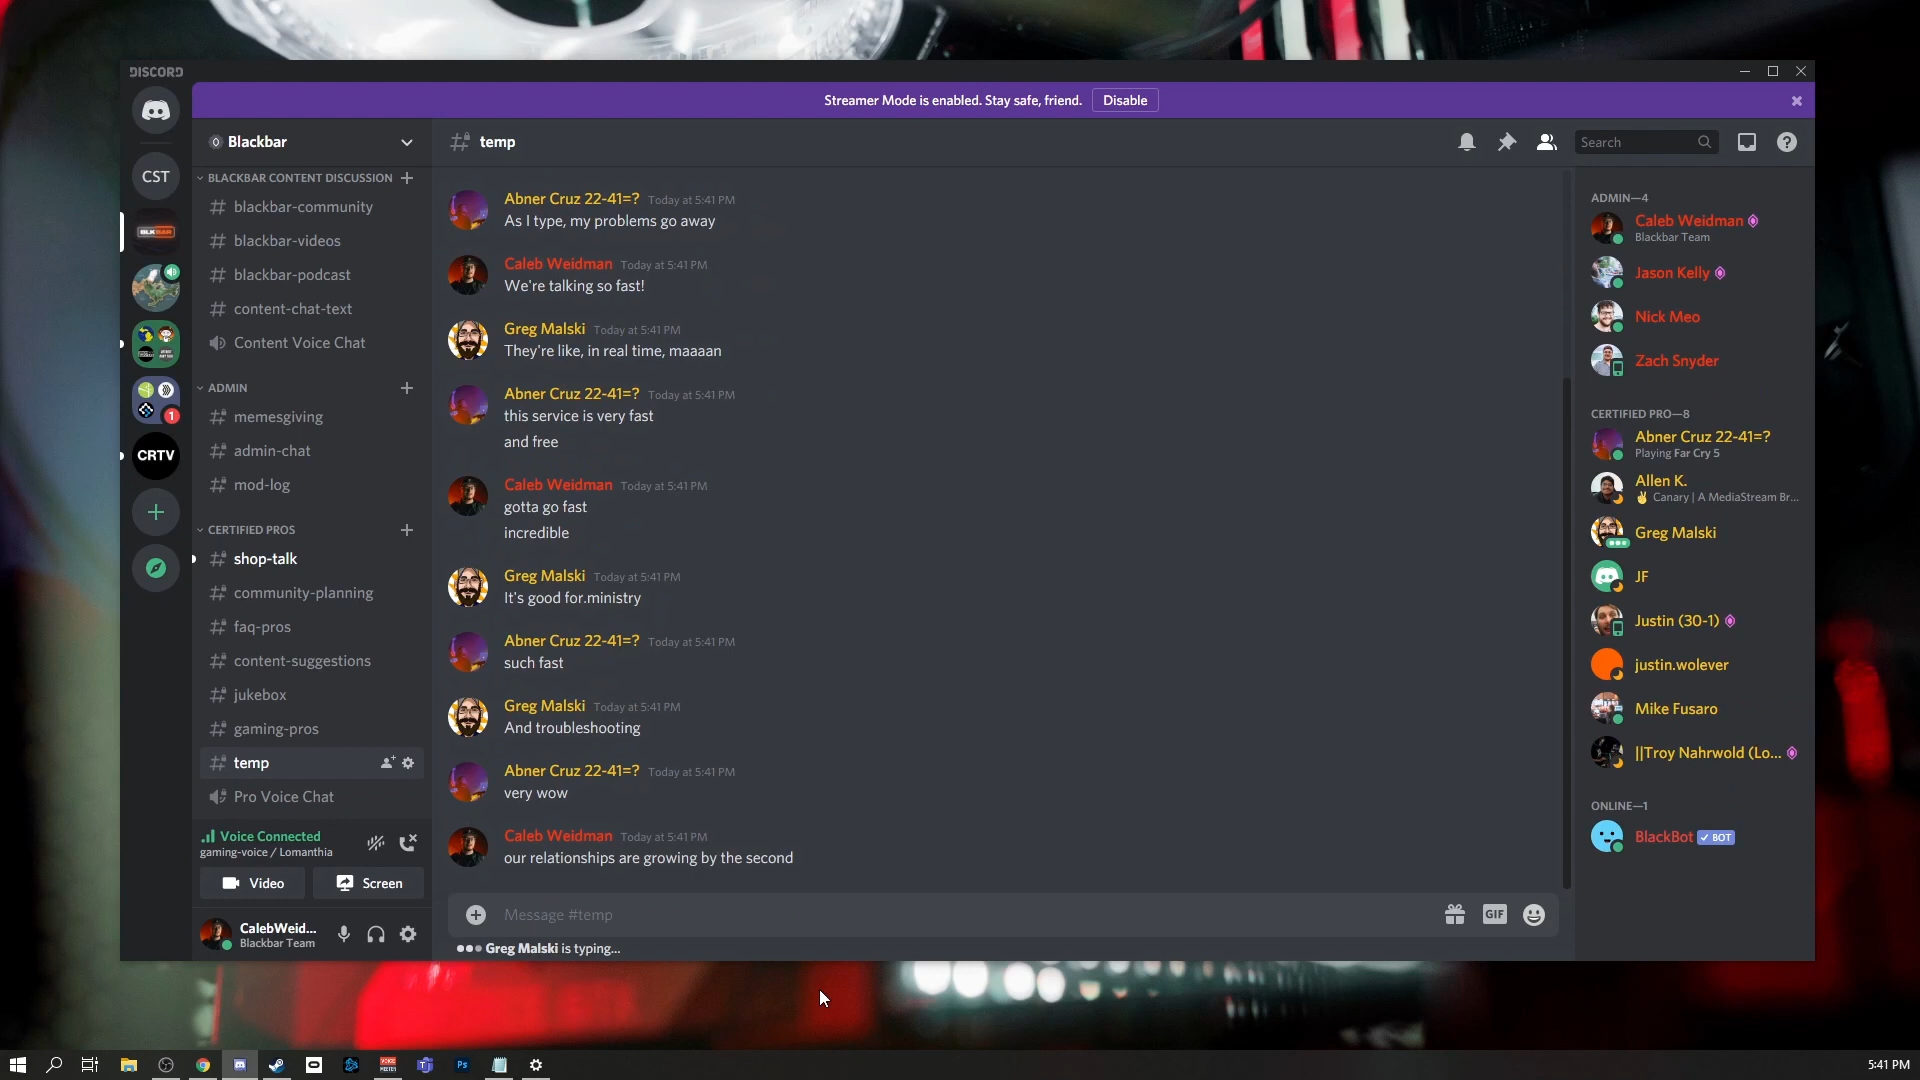 DISCORD
Streamer Mode is enabled. Stay safe, friend. Disable
Blackbar
BLACKBAR CONTENT DISCUSSION
blackbar-community
blackbar-videos
blackbar-podcast
content-chat-text
Content Voice Chat
ADMIN
memesgiving
admin-chat
mod-log
CERTIFIED PROS
shop-talk
community-planning
faq-pros
content-suggestions
jukebox
gaming-pros
temp
Pro Voice Chat
Voice Connected
gaming-voice / Lomanthia
Video Screen
CalebWeid...
Blackbar Team
CST
BLKBAR
1
CRTV
temp
Search
Abner Cruz 22-41=? Today at 5:41 PM
As I type, my problems go away
Caleb Weidman Today at 5:41 PM
We're talking so fast!
Greg Malski Today at 5:41 PM
They're like, in real time, maaaan
Abner Cruz 22-41=? Today at 5:41 PM
this service is very fast
and free
Caleb Weidman Today at 5:41 PM
gotta go fast
incredible
Greg Malski Today at 5:41 PM
It's good for.ministry
Abner Cruz 22-41=? Today at 5:41 PM
such fast
Greg Malski Today at 5:41 PM
And troubleshooting
Abner Cruz 22-41=? Today at 5:41 PM
very wow
Caleb Weidman Today at 5:41 PM
our relationships are growing by the second
Message #temp
GIF
Greg Malski is typing...
ADMIN—4
Caleb Weidman
Blackbar Team
Jason Kelly
Nick Meo
Zach Snyder
CERTIFIED PRO—8
Abner Cruz 22-41=?
Playing Far Cry 5
Allen K.
Canary | A MediaStream Br...
Greg Malski
JF
Justin (30-1)
justin.wolever
Mike Fusaro
||Troy Nahrwold (Lo...
ONLINE—1
BlackBot BOT
VOICE MEETER
Ps
5:41 PM